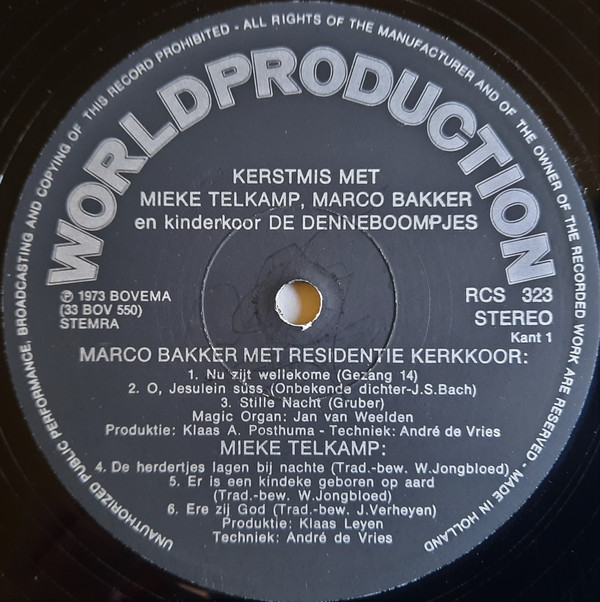 UNAUTHORIZED PUBLIC PERFORMANCE, BROADCASTING AND COPYING OF THIS RECORD PROHIBITED - ALL RIGHTS OF THE MANUFACTURER AND OF THE OWNER OF THE RECORDED WORK ARE RESERVED - MADE IN HOLLAND
WORLDPRODUCTION
KERSTMIS MET
MIEKE TELKAMP, MARCO BAKKER
en kinderkoor DE DENNEBOOMPJES
℗ 1973 BOVEMA
(33 BOV 550)
STEMRA
RCS 323
STEREO
Kant 1
MARCO BAKKER MET RESIDENTIE KERKKOOR:
1. Nu zijt wellekome (Gezang 14)
2. O, Jesulein süss (Onbekende dichter-J.S.Bach)
3. Stille Nacht (Gruber)
Magic Organ: Jan van Weelden
Produktie: Klaas A. Posthuma - Techniek: André de Vries
MIEKE TELKAMP:
4. De herdertjes lagen bij nachte (Trad.-bew. W.Jongbloed)
5. Er is een kindeke geboren op aard
(Trad.-bew. W.Jongbloed)
6. Ere zij God (Trad.-bew. J.Verheyen)
Produktie: Klaas Leyen
Techniek: André de Vries